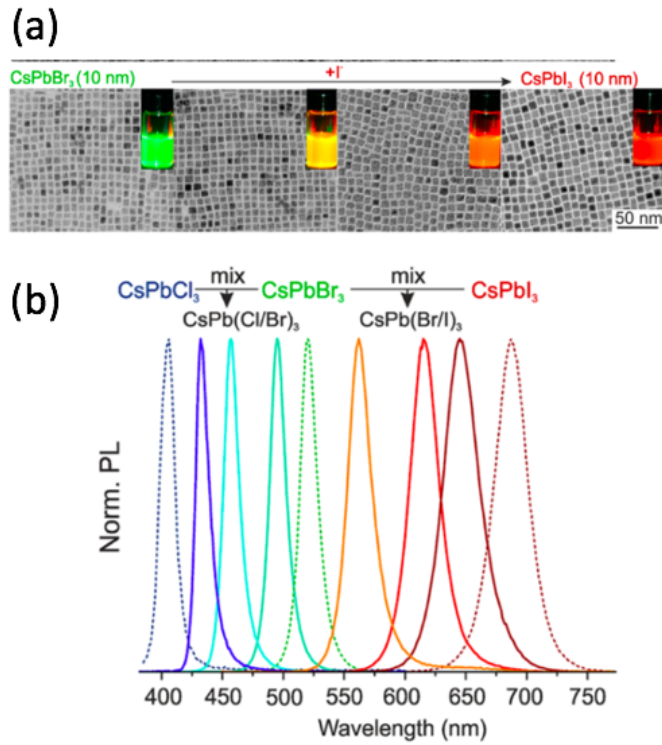 (a)
CsPbBr₃ (10 nm) +I⁻ CsPbI₃ (10 nm)
50 nm
(b)
mix mix
CsPbCl₃ CsPbBr₃ CsPbI₃
CsPb(Cl/Br)₃ CsPb(Br/I)₃
Norm. PL
400 450 500 550 600 650 700 750
Wavelength (nm)